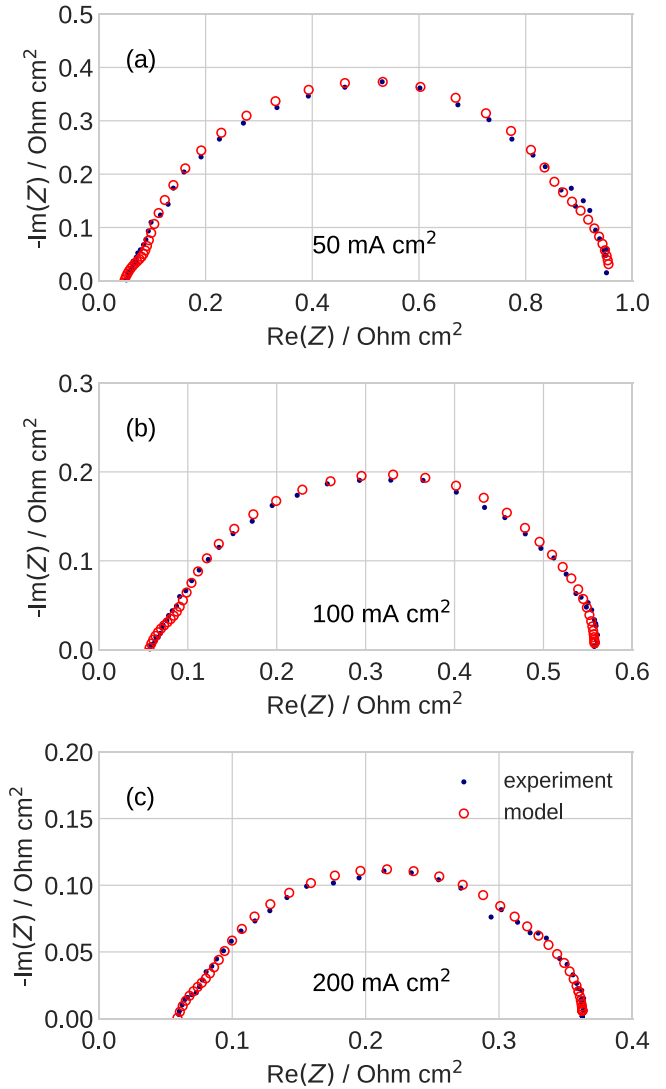 0.5
(a)
0.4
0.3
0.2
0.1
0.0
-Im(Z) / Ohm cm²
50 mA cm²
0.0 0.2 0.4 0.6 0.8 1.0
Re(Z) / Ohm cm²
0.3
(b)
0.2
0.1
0.0
-Im(Z) / Ohm cm²
100 mA cm²
0.0 0.1 0.2 0.3 0.4 0.5 0.6
Re(Z) / Ohm cm²
0.20
(c)
experiment
model
0.15
0.10
0.05
0.00
-Im(Z) / Ohm cm²
200 mA cm²
0.0 0.1 0.2 0.3 0.4
Re(Z) / Ohm cm²